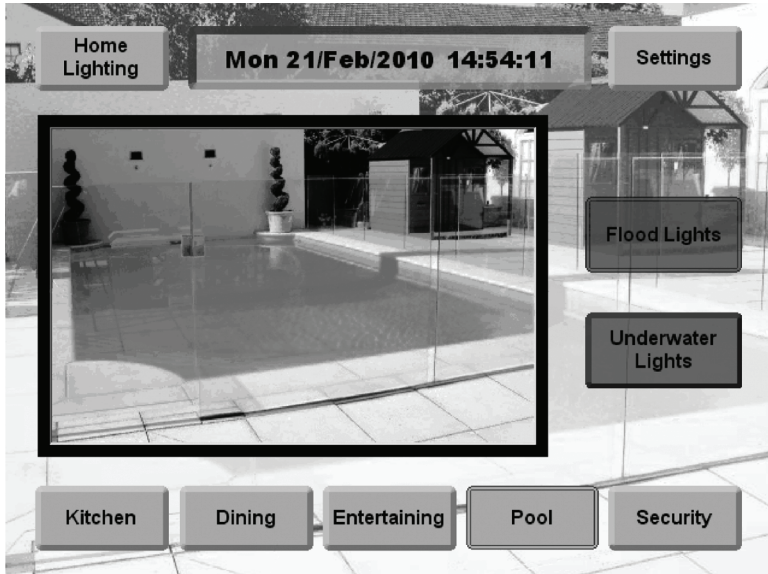 Home
Lighting
Mon 21/Feb/2010 14:54:11
Settings
Flood Lights
Underwater
Lights
Kitchen
Dining
Entertaining
Pool
Security